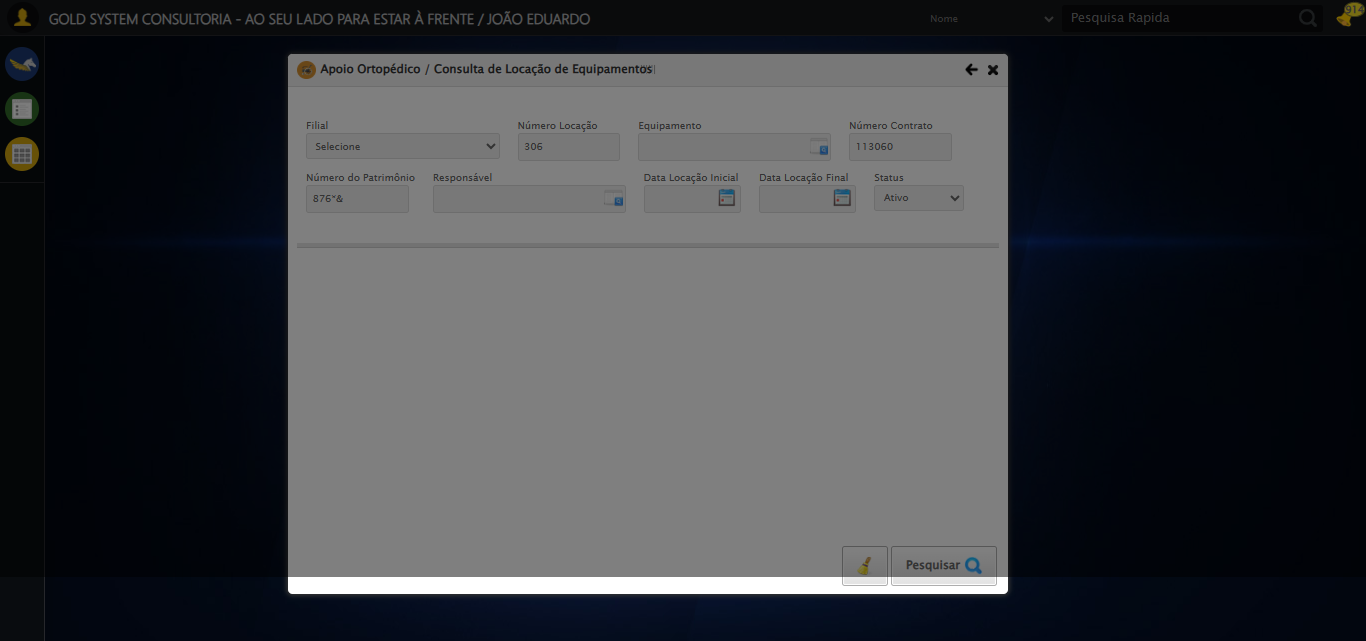 GOLD SYSTEM CONSULTORIA - AO SEU LADO PARA ESTAR À FRENTE / JOÃO EDUARDO
Nome
Pesquisa Rapida
914
Apoio Ortopédico / Consulta de Locação de Equipamentos
Filial
Número Locação
Equipamento
Número Contrato
Selecione
306
113060
Número do Patrimônio
Responsável
Data Locação Inicial
Data Locação Final
Status
876*&
Ativo
Pesquisar